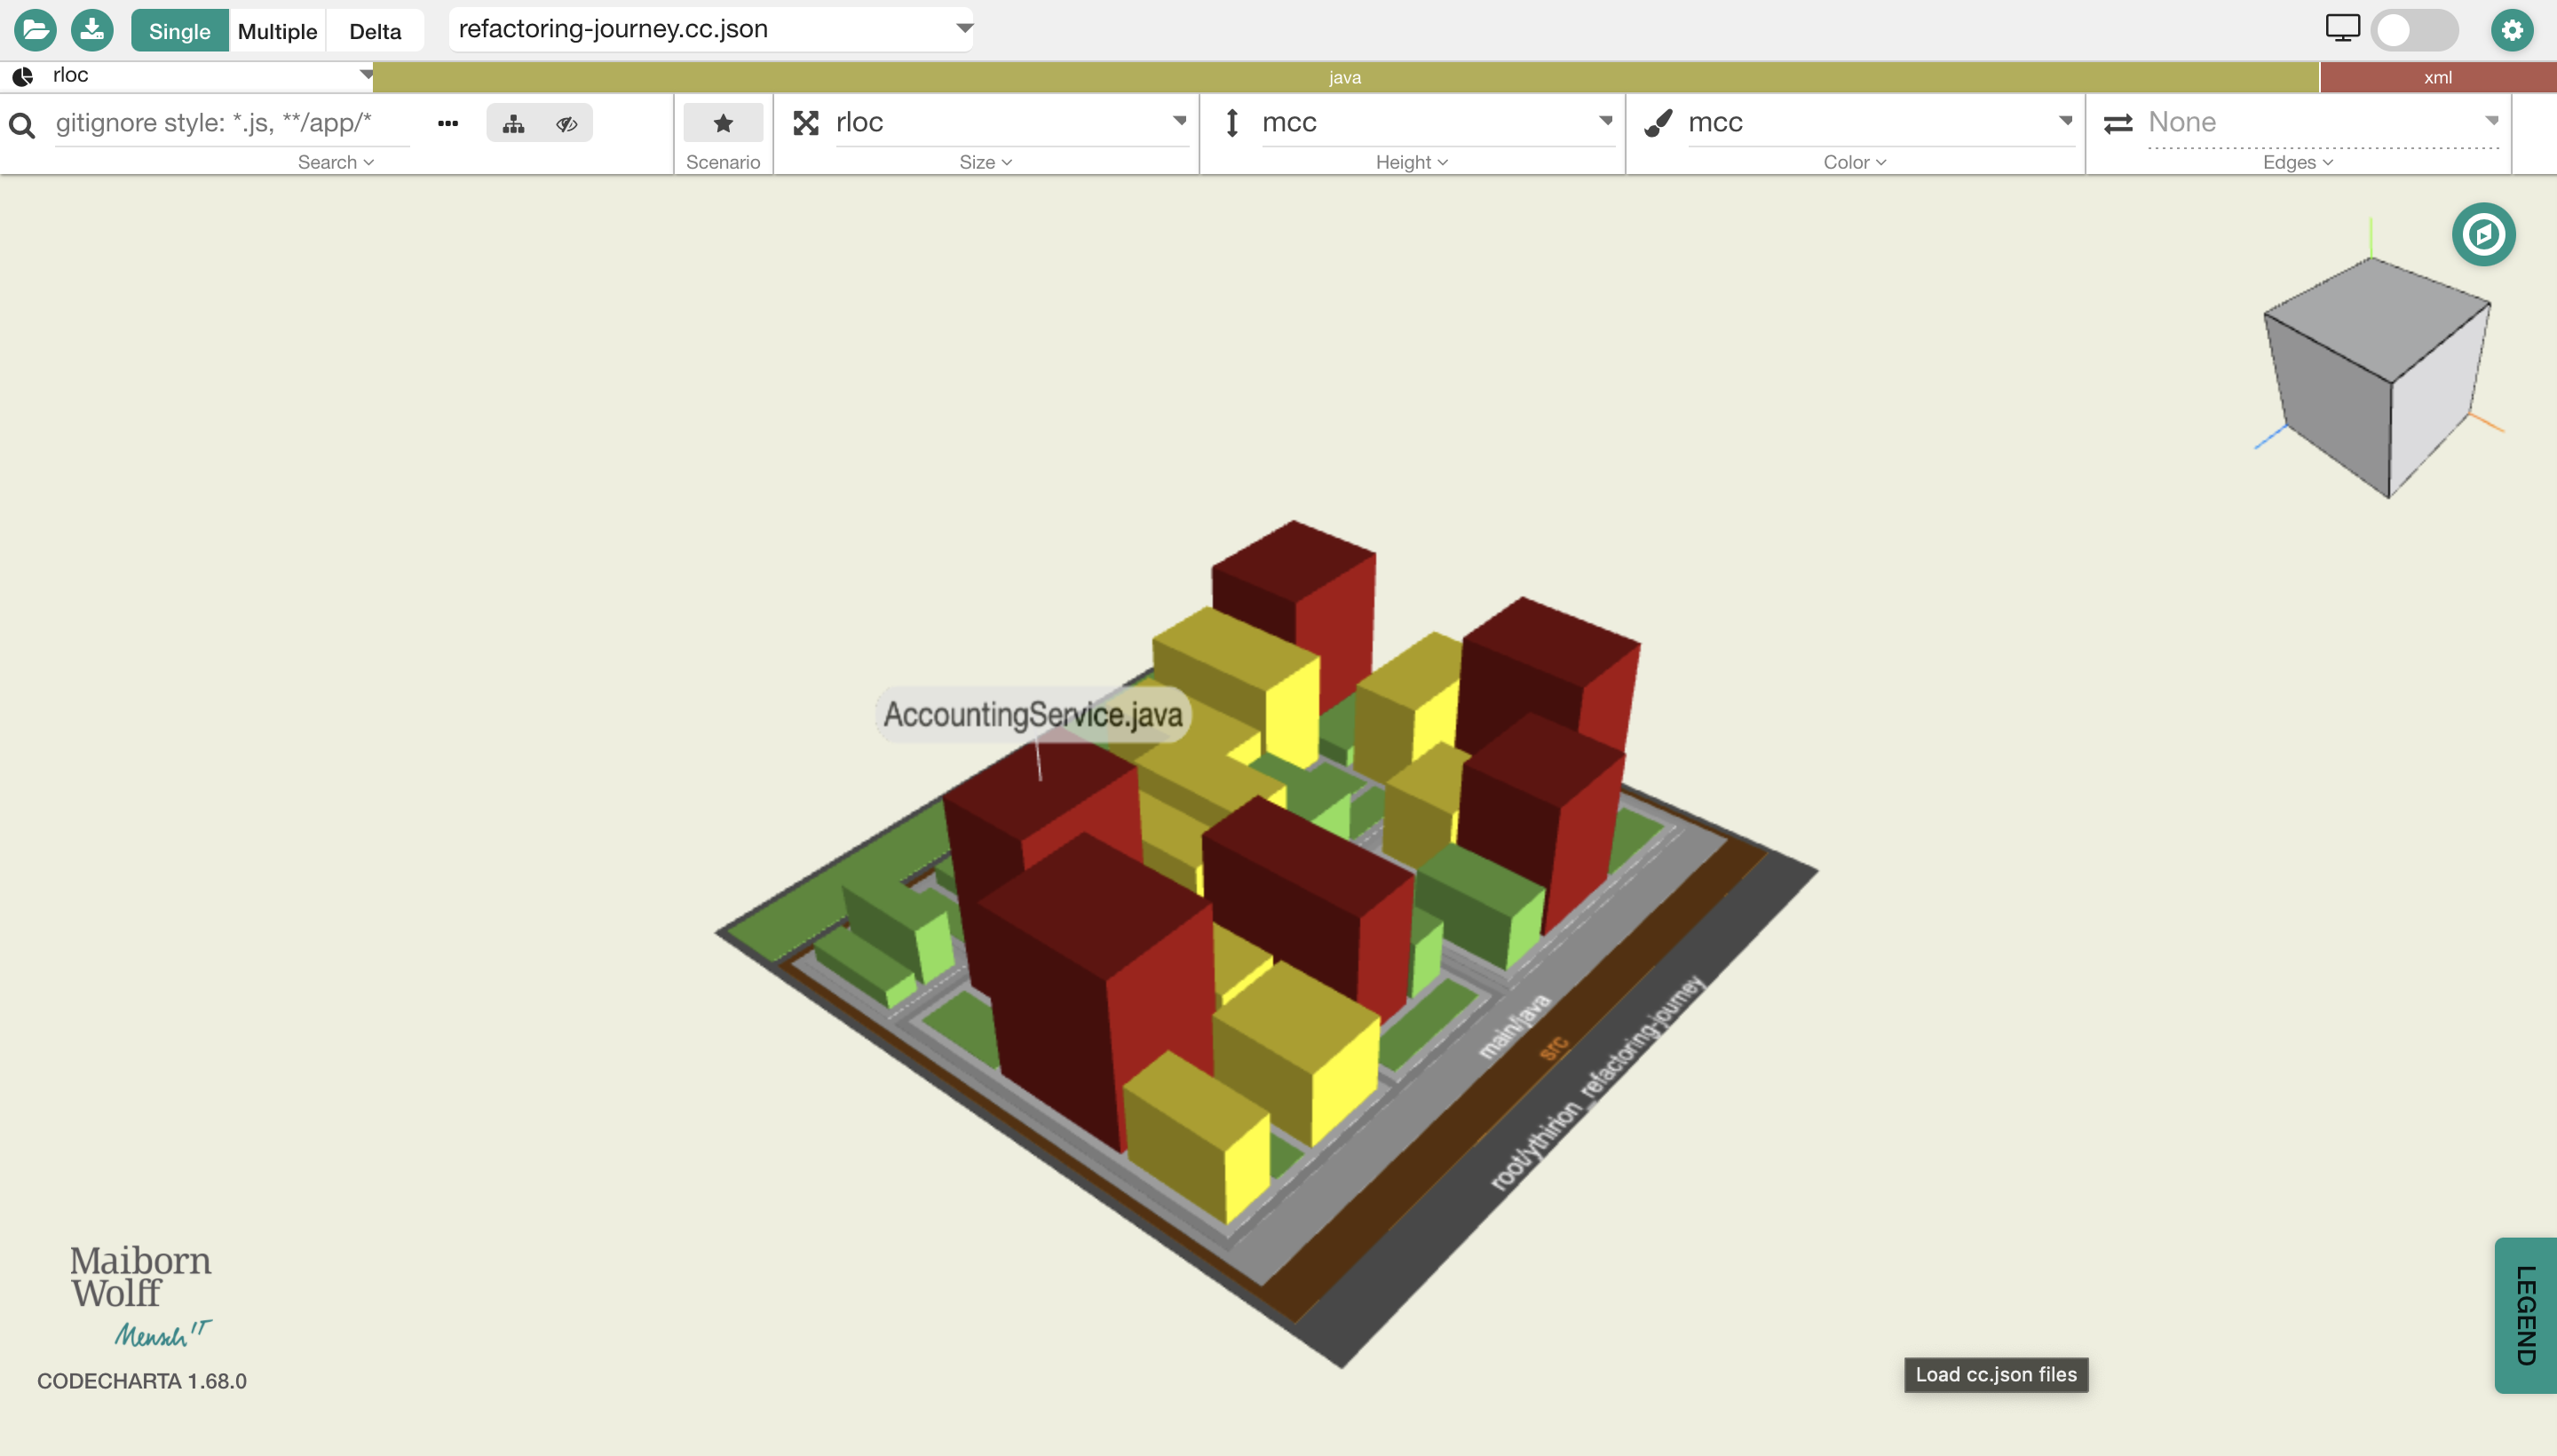 Single Multiple Delta refactoring-journey.cc.json
rloc java xml
gitignore style: *.js, **/app/* rloc mcc mcc None
Search Scenario Size Height Color Edges
AccountingService.java
main/java
src
root/ythirion_refactoring-journey
Maiborn
Wolff
Mensch IT
CODECHARTA 1.68.0
Load cc.json files
LEGEND